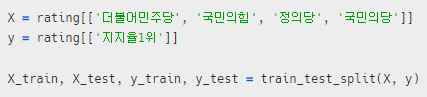 X = rating[['더불어민주당', '국민의힘', '정의당', '국민의당']]
y = rating[['지지율1위']]
X_train, X_test, y_train, y_test = train_test_split(X, y)